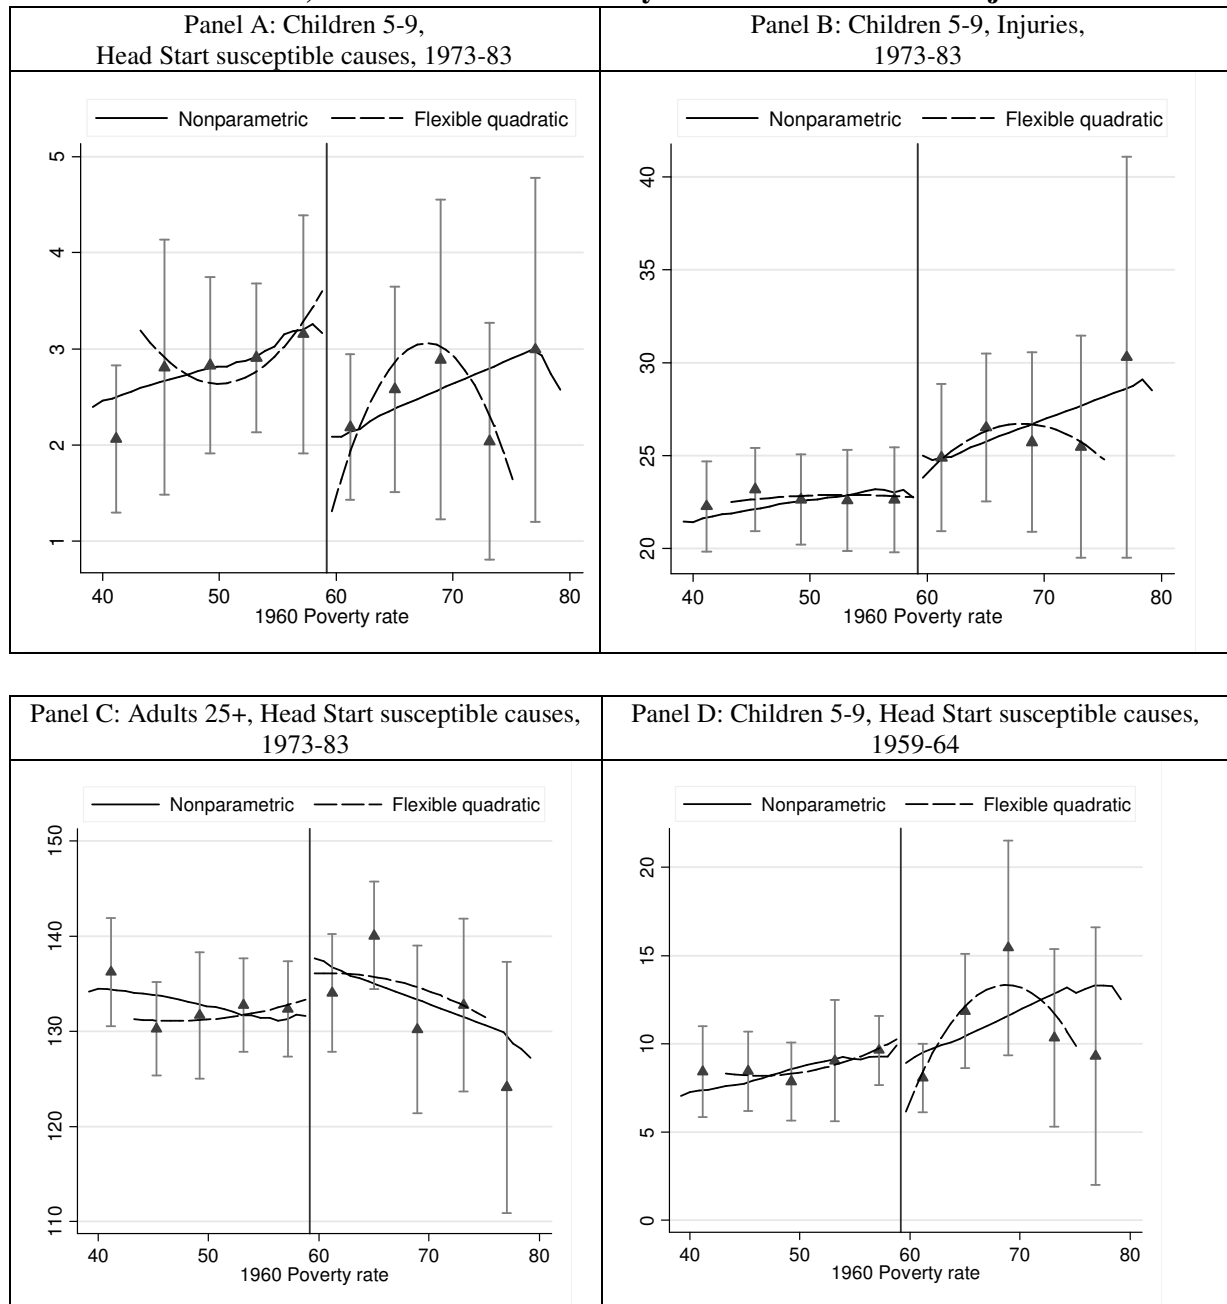 Panel A: Children 5-9,
Head Start susceptible causes, 1973-83
Panel B: Children 5-9, Injuries,
1973-83
Nonparametric Flexible quadratic
5
4
3
2
1
40 50 60 70 80
1960 Poverty rate
Nonparametric Flexible quadratic
40
35
30
25
20
40 50 60 70 80
1960 Poverty rate
Panel C: Adults 25+, Head Start susceptible causes,
1973-83
Panel D: Children 5-9, Head Start susceptible causes,
1959-64
Nonparametric Flexible quadratic
150
140
130
120
110
40 50 60 70 80
1960 Poverty rate
Nonparametric Flexible quadratic
20
15
10
5
0
40 50 60 70 80
1960 Poverty rate